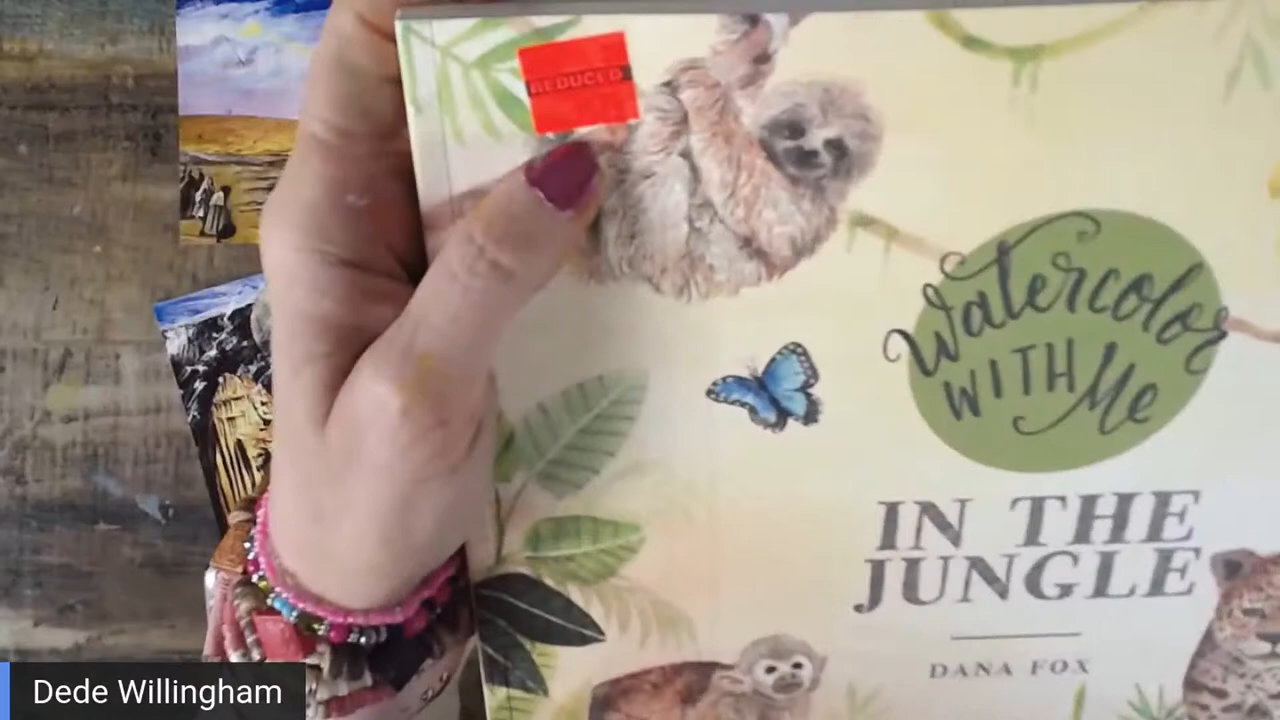 REDUCED
Watercolor
WITH Me
IN THE
JUNGLE
DANA FOX
Dede Willingham